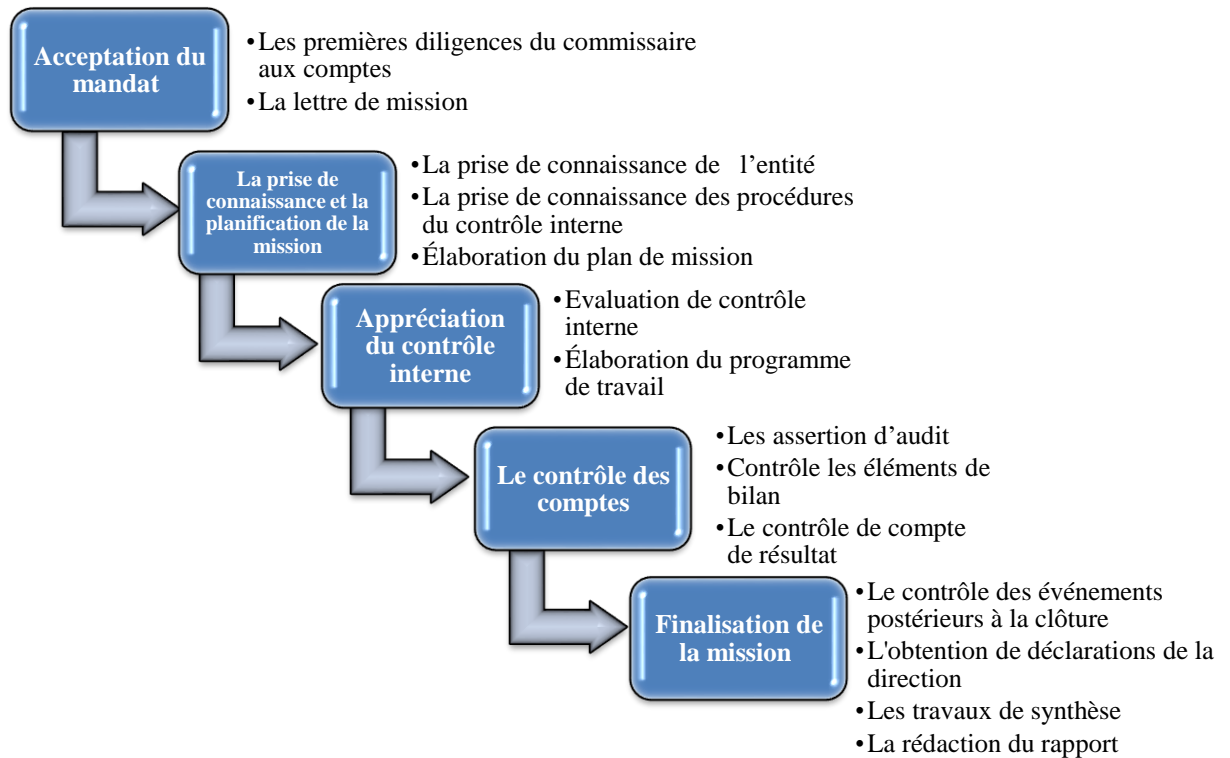 Acceptation du
mandat
•Les premières diligences du commissaire
aux comptes
•La lettre de mission
La prise de
connaissance et la
planification de la
mission
•La prise de connaissance de l’entité
•La prise de connaissance des procédures
du contrôle interne
•Élaboration du plan de mission
Appréciation
du contrôle
interne
•Evaluation de contrôle
interne
•Élaboration du programme
de travail
Le contrôle des
comptes
•Les assertion d’audit
•Contrôle les éléments de
bilan
•Le contrôle de compte
de résultat
Finalisation de
la mission
•Le contrôle des événements
postérieurs à la clôture
•L'obtention de déclarations de la
direction
•Les travaux de synthèse
•La rédaction du rapport